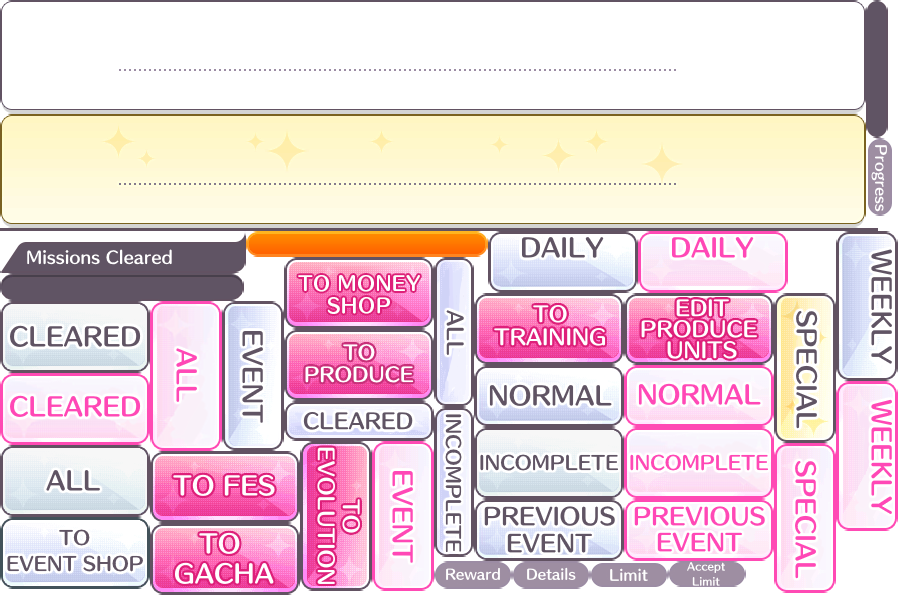 Progress
Missions Cleared
DAILY
DAILY
WEEKLY
TO MONEY
SHOP
ALL
TO
TRAINING
EDIT
PRODUCE
UNITS
SPECIAL
CLEARED
ALL
EVENT
TO
PRODUCE
CLEARED
NORMAL
NORMAL
WEEKLY
CLEARED
INCOMPLETE
INCOMPLETE
INCOMPLETE
SPECIAL
ALL
TO FES
TO
EVOLUTION
EVENT
PREVIOUS
EVENT
PREVIOUS
EVENT
TO
EVENT SHOP
TO
GACHA
Reward
Details
Limit
Accept
Limit